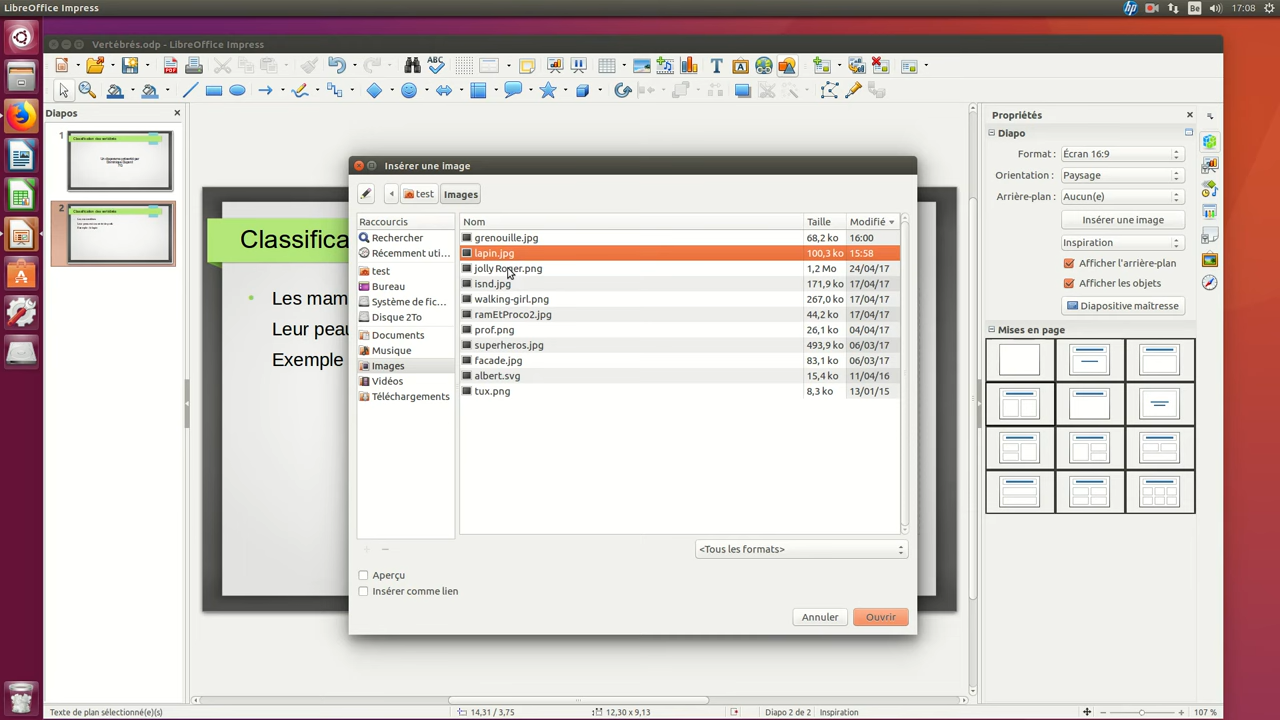 LibreOffice Impress
Be
17:08
Vertébrés.odp - LibreOffice Impress
Diapos
1
2
Classifica
Les mam
Leur peau
Exemple
Insérer une image
test
Images
Raccourcis
Rechercher
Récemment uti...
test
Bureau
Système de fic...
Disque 2To
Documents
Musique
Images
Vidéos
Téléchargements
Nom Taille Modifié
grenouille.jpg 68,2 ko 16:00
lapin.jpg 100,3 ko 15:58
jolly Roger.png 1,2 Mo 24/04/17
isnd.jpg 171,9 ko 17/04/17
walking-girl.png 267,0 ko 17/04/17
ramEtProco2.jpg 44,2 ko 17/04/17
prof.png 26,1 ko 04/04/17
superheros.jpg 493,9 ko 06/03/17
facade.jpg 83,1 ko 06/03/17
albert.svg 15,4 ko 11/04/16
tux.png 8,3 ko 13/01/15
<Tous les formats>
Aperçu
Insérer comme lien
Annuler
Ouvrir
Propriétés
Diapo
Format : Écran 16:9
Orientation : Paysage
Arrière-plan : Aucun(e)
Insérer une image
Inspiration
Afficher l'arrière-plan
Afficher les objets
Diapositive maîtresse
Mises en page
Texte de plan sélectionné(s)
14,31 / 3,75
12,30 x 9,13
Diapo 2 de 2
Inspiration
107 %